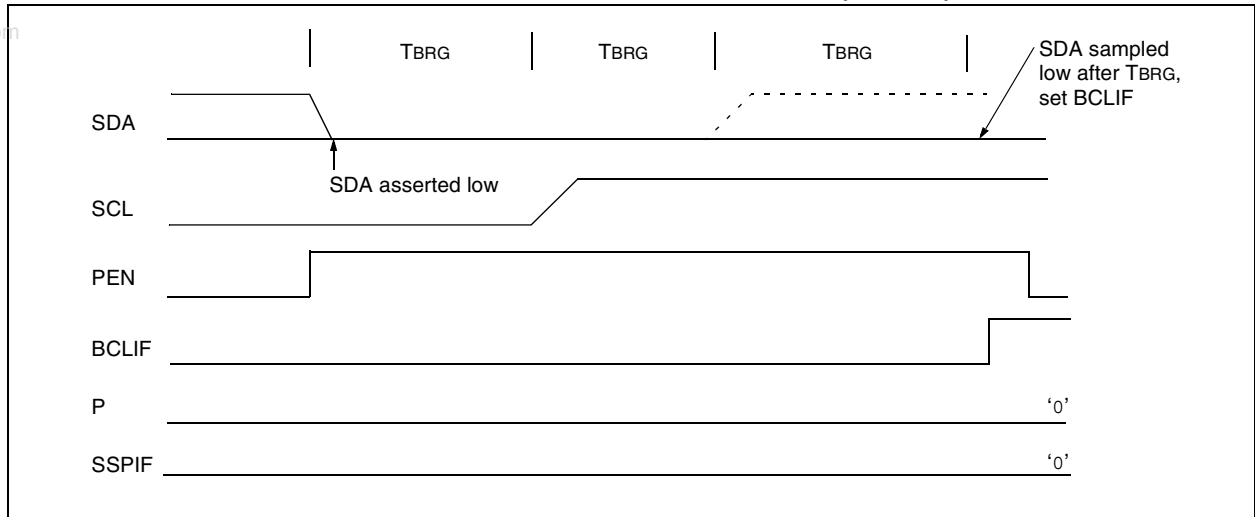 om
TBRG TBRG TBRG
SDA sampled
low after TBRG,
set BCLIF
SDA
SDA asserted low
SCL
PEN
BCLIF
P '0'
SSPIF '0'